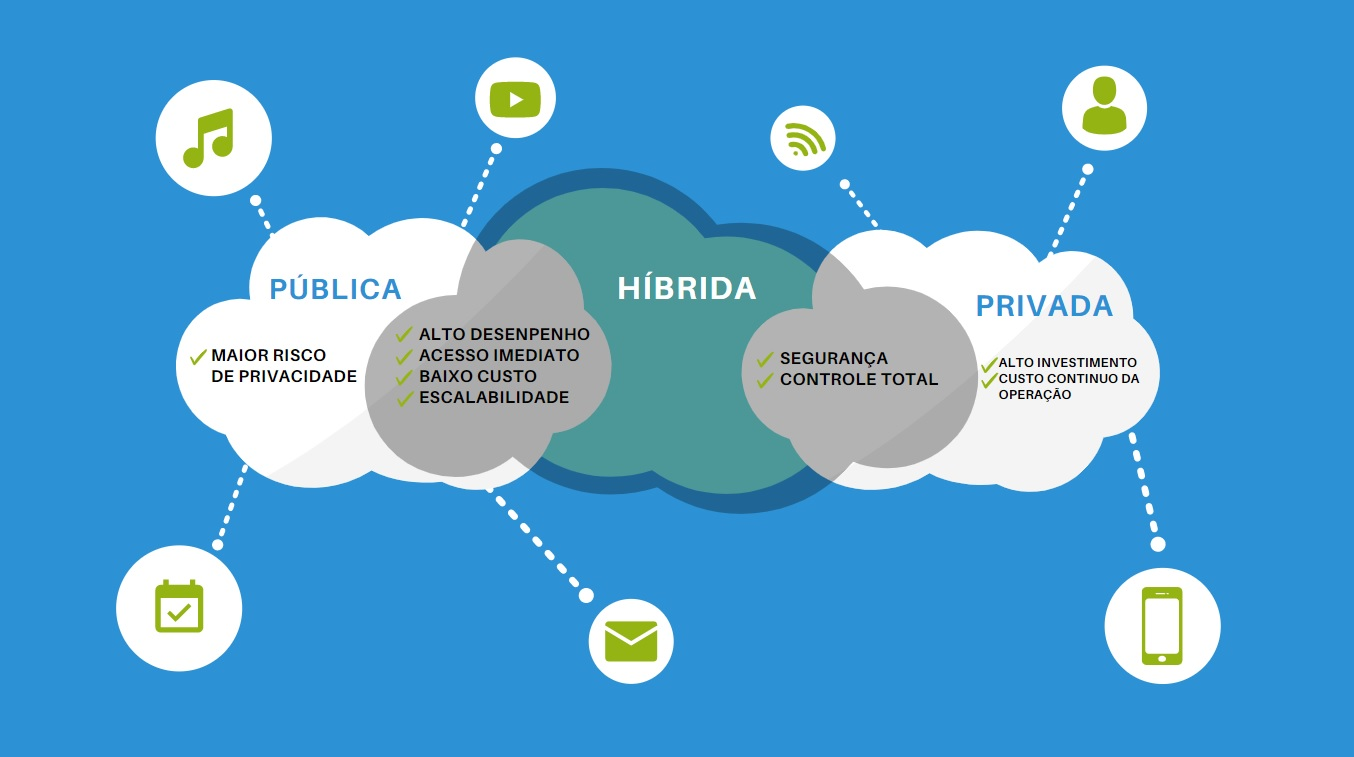 PÚBLICA
MAIOR RISCO
DE PRIVACIDADE
ALTO DESENPENHO
ACESSO IMEDIATO
BAIXO CUSTO
ESCALABILIDADE
HÍBRIDA
SEGURANÇA
CONTROLE TOTAL
PRIVADA
ALTO INVESTIMENTO
CUSTO CONTINUO DA
OPERAÇÃO